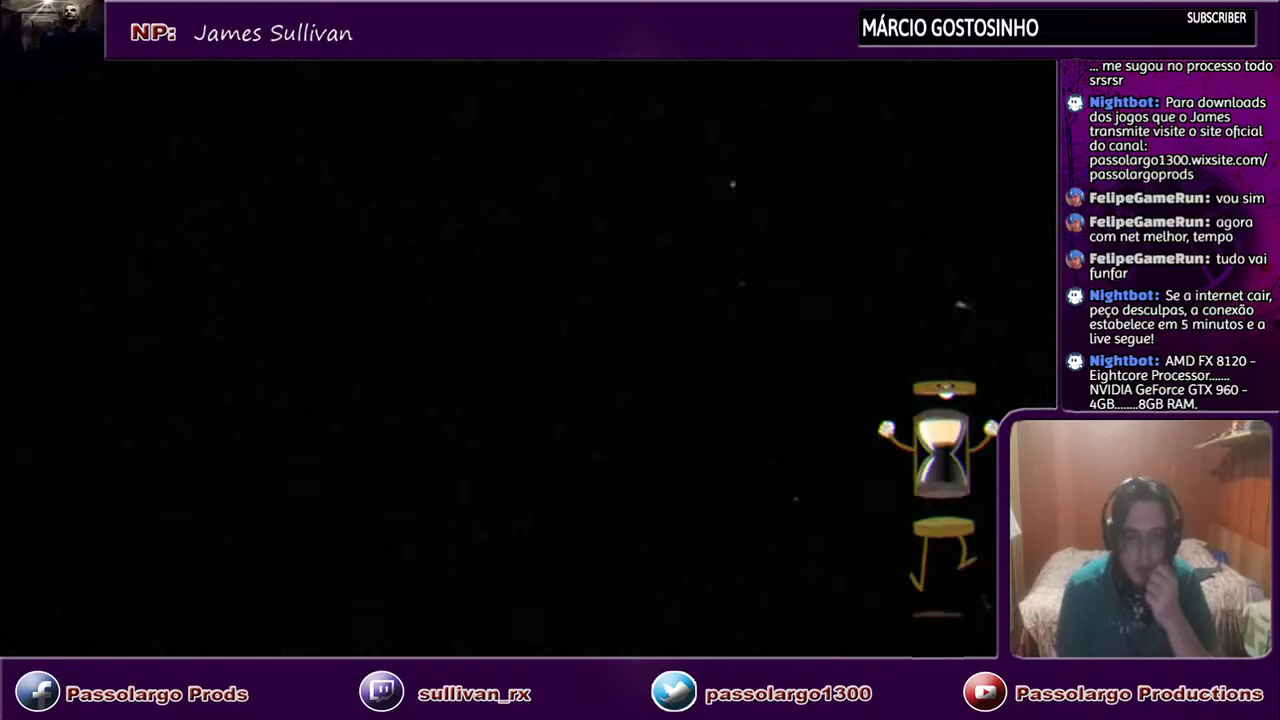 NP: James Sullivan
SUBSCRIBER
MÁRCIO GOSTOSINHO
... me sugou no processo todo
srsrsr
Nightbot: Para downloads
dos jogos que o James
transmite visite o site oficial
do canal:
passolargo1300.wixsite.com/
passolargoprods
FelipeGameRun: vou sim
FelipeGameRun: agora
com net melhor, tempo
FelipeGameRun: tudo vai
funfar
Nightbot: Se a internet cair,
peço desculpas, a conexão
estabelece em 5 minutos e a
live segue!
Nightbot: AMD FX 8120 -
Eightcore Processor.......
NVIDIA GeForce GTX 960 -
4GB........8GB RAM.
Passolargo Prods
sullivan_rx
passolargo1300
Passolargo Productions